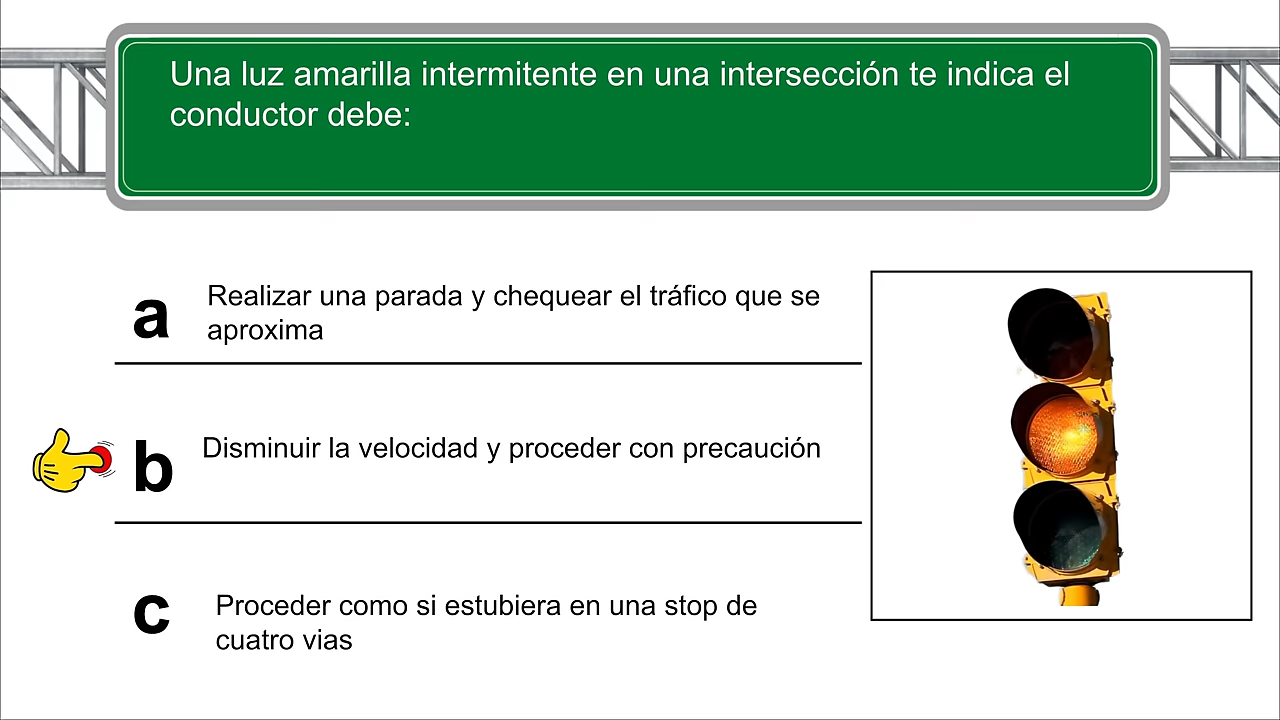 Una luz amarilla intermitente en una intersección te indica el
conductor debe:
a
Realizar una parada y chequear el tráfico que se
aproxima
b
Disminuir la velocidad y proceder con precaución
c
Proceder como si estubiera en una stop de
cuatro vias